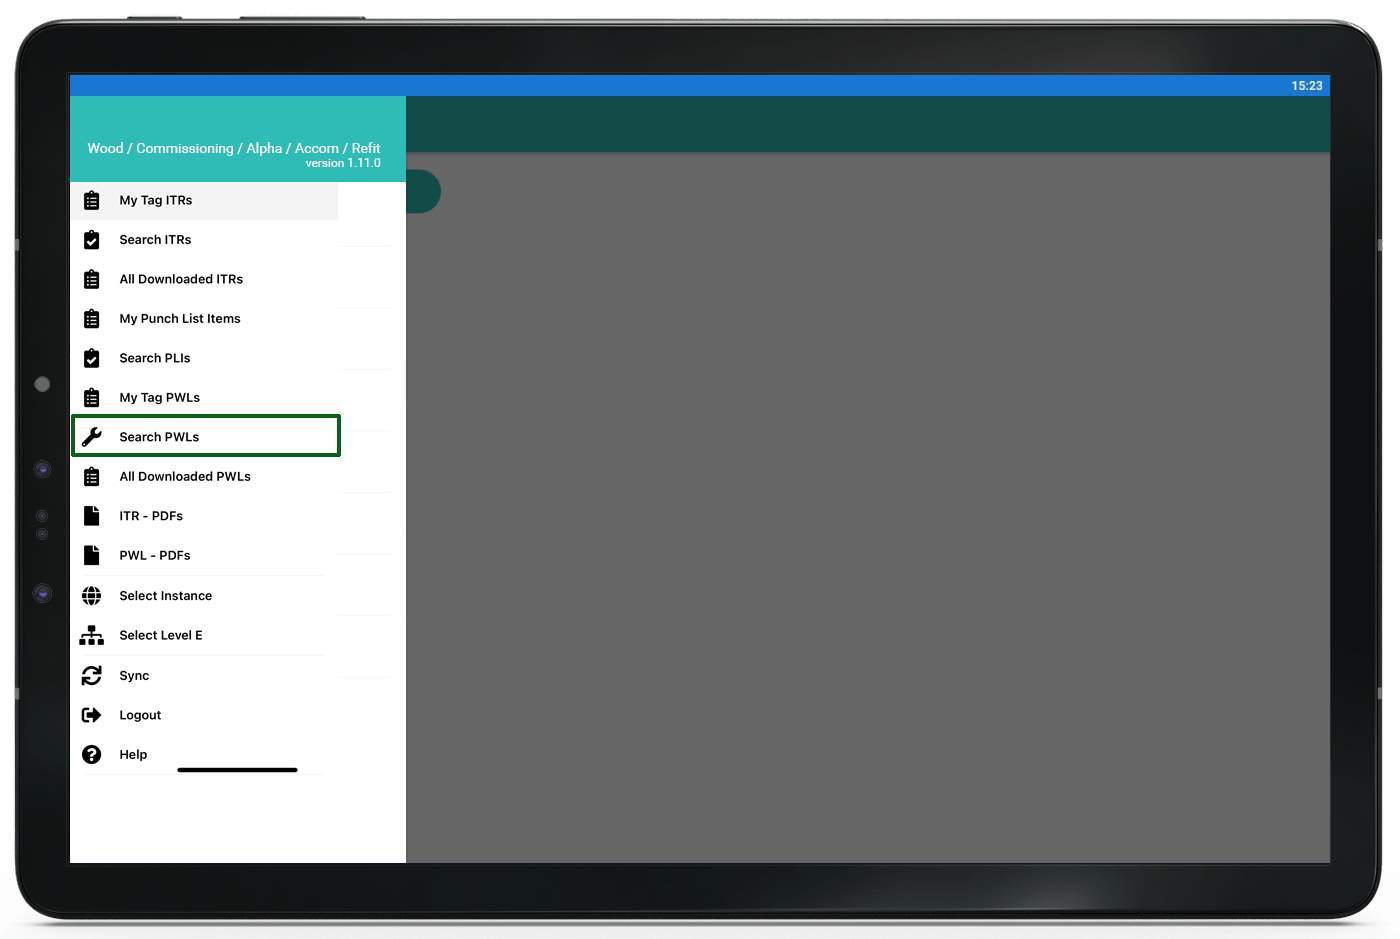 15:23
Wood / Commissioning / Alpha / Accom / Refit
version 1.11.0
My Tag ITRs
Search ITRs
All Downloaded ITRs
My Punch List Items
Search PLIs
My Tag PWLs
Search PWLs
All Downloaded PWLs
ITR - PDFs
PWL - PDFs
Select Instance
Select Level E
Sync
Logout
Help